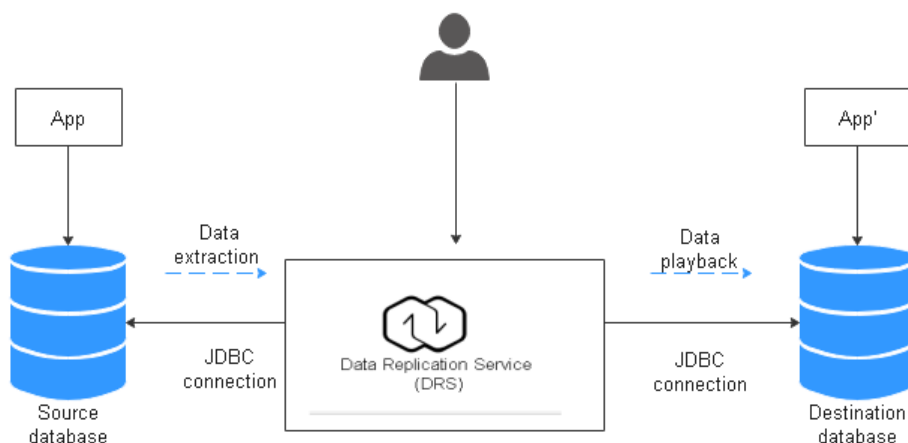 App
App'
Data
extraction
Data
playback
Data Replication Service
(DRS)
JDBC
connection
JDBC
connection
Source
database
Destination
database